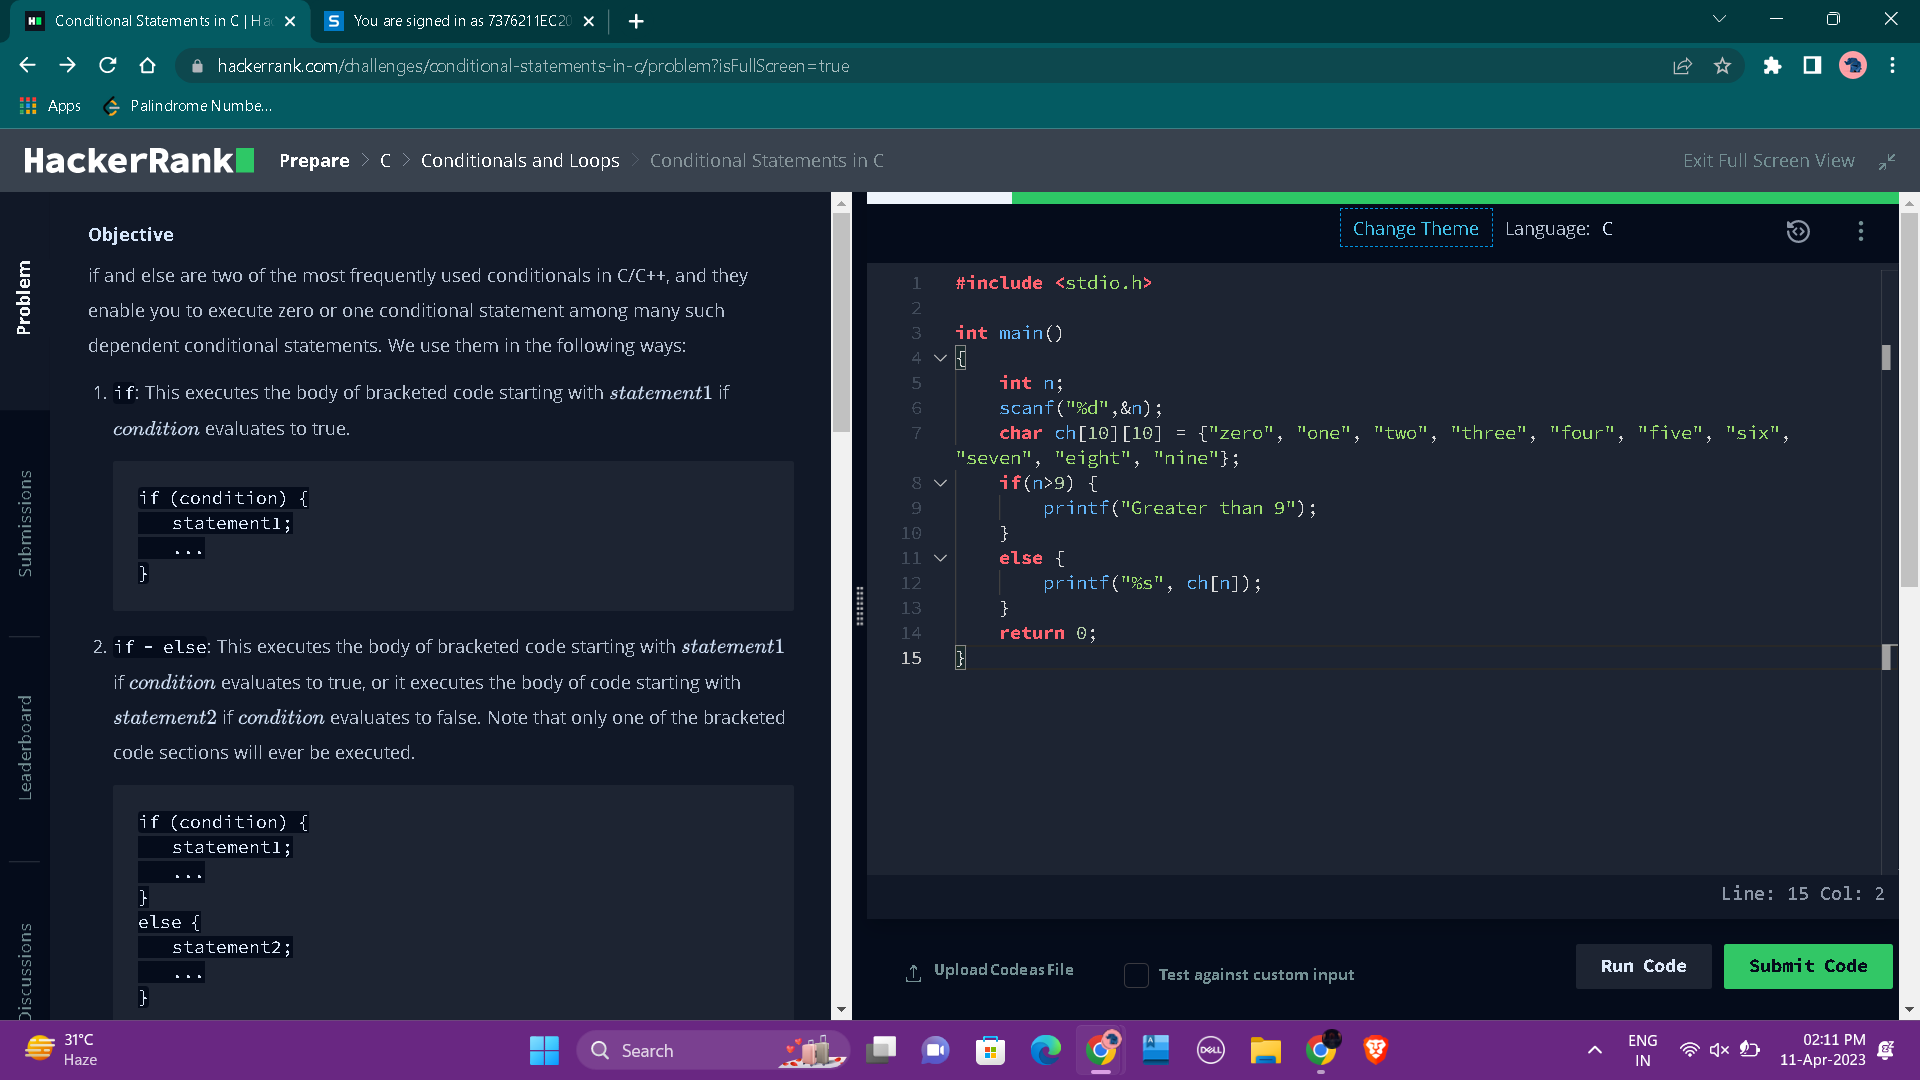 Conditional Statements in C | Ha
You are signed in as 7376211EC20
hackerrank.com/challenges/conditional-statements-in-c/problem?isFullScreen=true
Apps
Palindrome Numbe...
HackerRank
Prepare > C > Conditionals and Loops > Conditional Statements in C
Exit Full Screen View
Problem
Submissions
Leaderboard
Discussions
Objective
if and else are two of the most frequently used conditionals in C/C++, and they
enable you to execute zero or one conditional statement among many such
dependent conditional statements. We use them in the following ways:
1. if: This executes the body of bracketed code starting with statement1 if
condition evaluates to true.
if (condition) {
statement1;
...
}
2. if - else: This executes the body of bracketed code starting with statement1
if condition evaluates to true, or it executes the body of code starting with
statement2 if condition evaluates to false. Note that only one of the bracketed
code sections will ever be executed.
if (condition) {
statement1;
...
}
else {
statement2;
...
}
Change Theme
Language: C
1 #include <stdio.h>
2
3 int main()
4 {
5 int n;
6 scanf("%d",&n);
7 char ch[10][10] = {"zero", "one", "two", "three", "four", "five", "six",
"seven", "eight", "nine"};
8 if(n>9) {
9 printf("Greater than 9");
10 }
11 else {
12 printf("%s", ch[n]);
13 }
14 return 0;
15 }
Line: 15 Col: 2
Upload Code as File
Test against custom input
Run Code
Submit Code
31°C
Haze
Search
DELL
ENG
IN
02:11 PM
11-Apr-2023